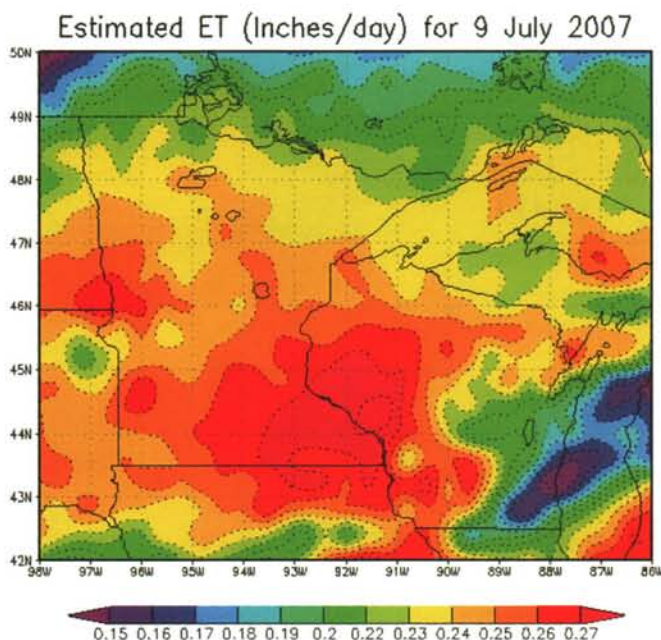 Estimated ET (Inches/day) for 9 July 2007
50N
49N
48N
47N
46N
45N
44N
43N
42N
98W 97W 96W 95W 94W 93W 92W 91W 90W 89W 88W 87W 86W
0.15 0.16 0.17 0.18 0.19 0.2 0.22 0.23 0.24 0.25 0.26 0.27